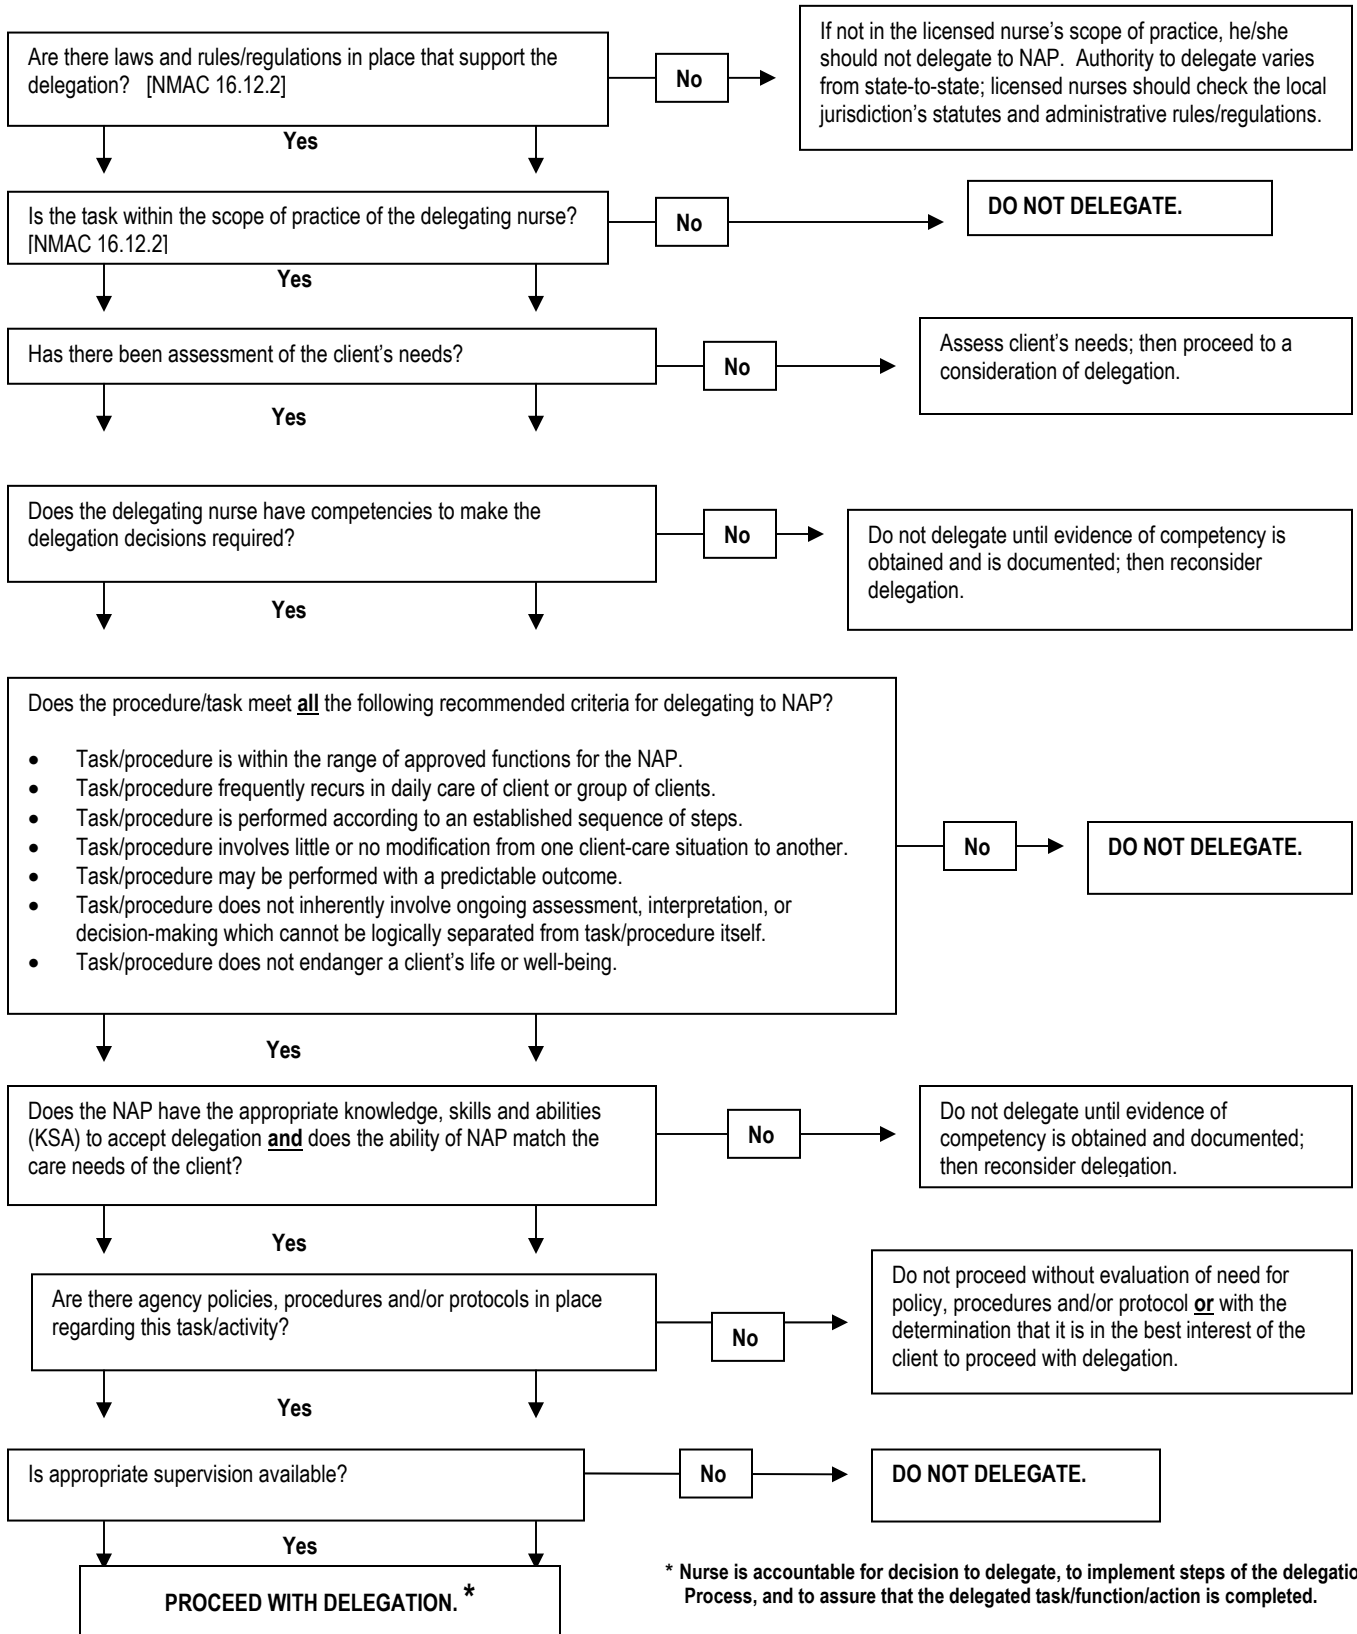 Are there laws and rules/regulations in place that support the
delegation? [NMAC 16.12.2]
No
If not in the licensed nurse's scope of practice, he/she
should not delegate to NAP. Authority to delegate varies
from state-to-state; licensed nurses should check the local
jurisdiction's statutes and administrative rules/regulations.
Yes
Is the task within the scope of practice of the delegating nurse?
[NMAC 16.12.2]
No
DO NOT DELEGATE.
Yes
Has there been assessment of the client's needs?
No
Assess client's needs; then proceed to a
consideration of delegation.
Yes
Does the delegating nurse have competencies to make the
delegation decisions required?
No
Do not delegate until evidence of competency is
obtained and is documented; then reconsider
delegation.
Yes
Does the procedure/task meet all the following recommended criteria for delegating to NAP?
• Task/procedure is within the range of approved functions for the NAP.
• Task/procedure frequently recurs in daily care of client or group of clients.
• Task/procedure is performed according to an established sequence of steps.
• Task/procedure involves little or no modification from one client-care situation to another.
• Task/procedure may be performed with a predictable outcome.
• Task/procedure does not inherently involve ongoing assessment, interpretation, or
decision-making which cannot be logically separated from task/procedure itself.
• Task/procedure does not endanger a client's life or well-being.
No
DO NOT DELEGATE.
Yes
Does the NAP have the appropriate knowledge, skills and abilities
(KSA) to accept delegation and does the ability of NAP match the
care needs of the client?
No
Do not delegate until evidence of
competency is obtained and documented;
then reconsider delegation.
Yes
Are there agency policies, procedures and/or protocols in place
regarding this task/activity?
No
Do not proceed without evaluation of need for
policy, procedures and/or protocol or with the
determination that it is in the best interest of the
client to proceed with delegation.
Yes
Is appropriate supervision available?
No
DO NOT DELEGATE.
Yes
PROCEED WITH DELEGATION. *
* Nurse is accountable for decision to delegate, to implement steps of the delegatio
Process, and to assure that the delegated task/function/action is completed.